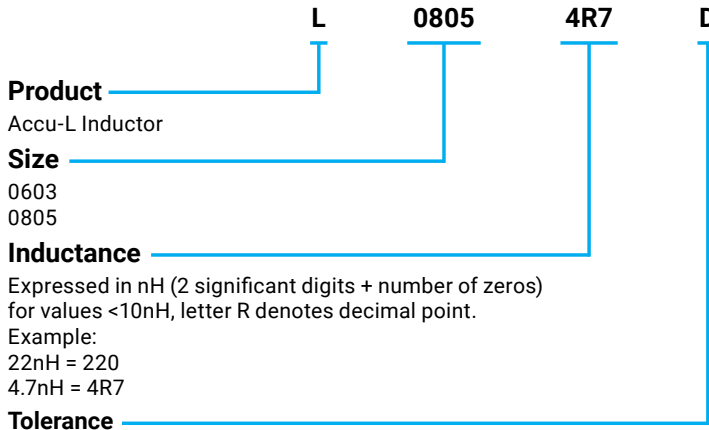 L 0805 4R7 D
Product
Accu-L Inductor
Size
0603
0805
Inductance
Expressed in nH (2 significant digits + number of zeros)
for values <10nH, letter R denotes decimal point.
Example:
22nH = 220
4.7nH = 4R7
Tolerance